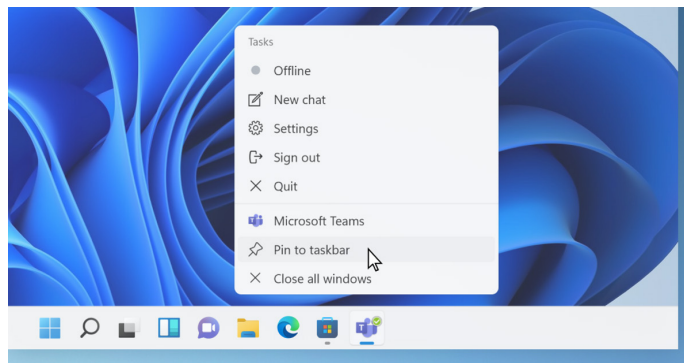 Tasks
Offline
New chat
Settings
Sign out
Quit
Microsoft Teams
Pin to taskbar
Close all windows